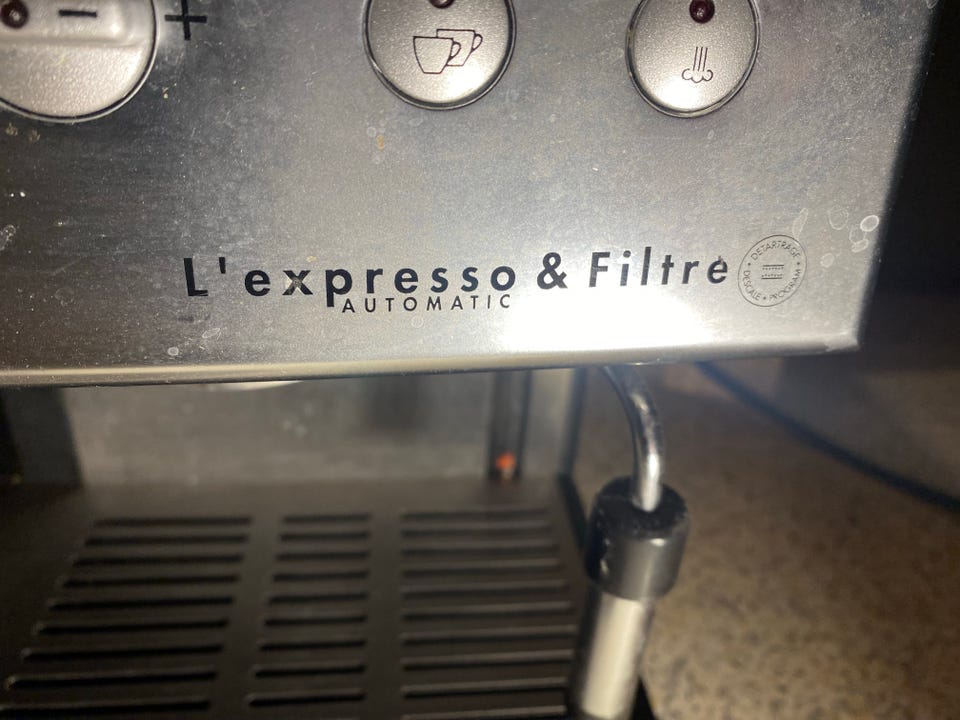 - +
L'expresso & Filtre
AUTOMATIC
DETARTRAGE
DESCALE • PROGRAM •